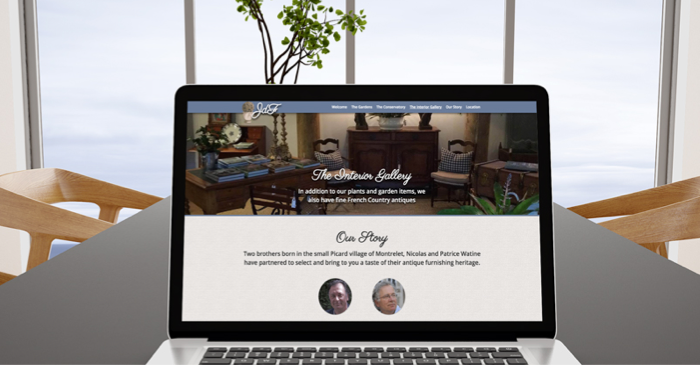 JdF
Welcome The Gardens The Conservatory The Interior Gallery Our Story Location
The Interior Gallery
In addition to our plants and garden items, we
also have fine French Country antiques
Our Story
Two brothers born in the small Picard village of Montrelet, Nicolas and Patrice Watine
have partnered to select and bring to you a taste of their antique furnishing heritage.